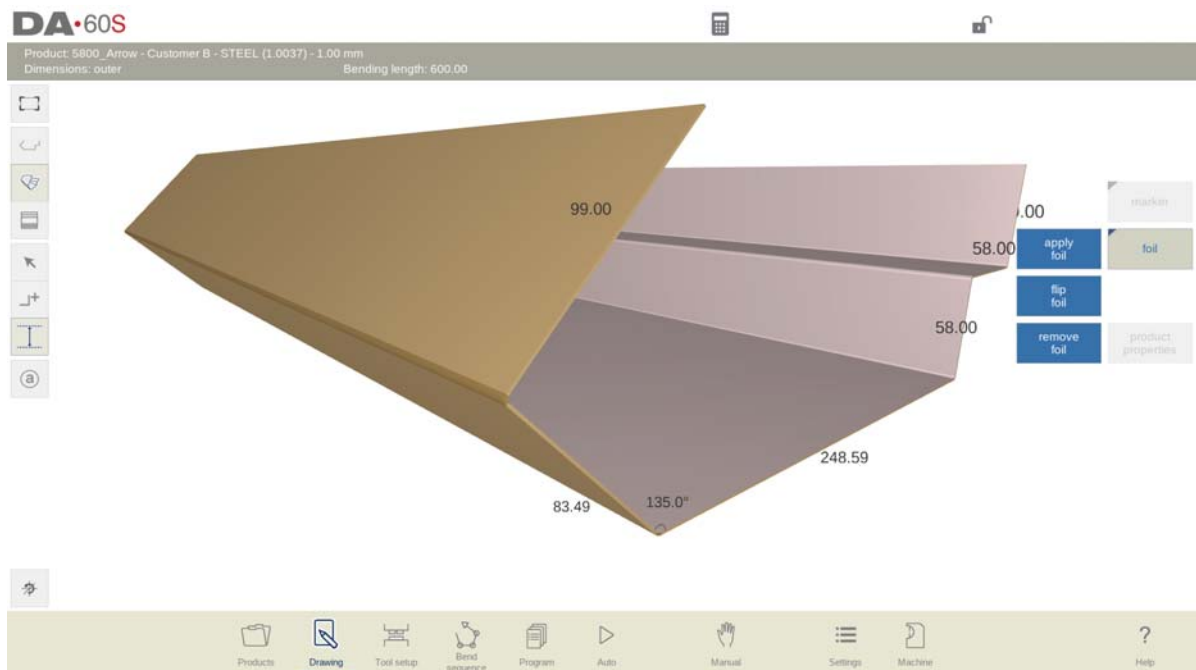 DA•60S
Product: 5800_Arrow - Customer B - STEEL (1.0037) - 1.00 mm
Dimensions: outer Bending length: 600.00
99.00
.00
58.00
58.00
248.59
83.49
135.0°
marker
apply foil
foil
flip foil
remove foil
product properties
a
Products
Drawing
Tool setup
Bend sequence
Program
Auto
Manual
Settings
Machine
?
Help